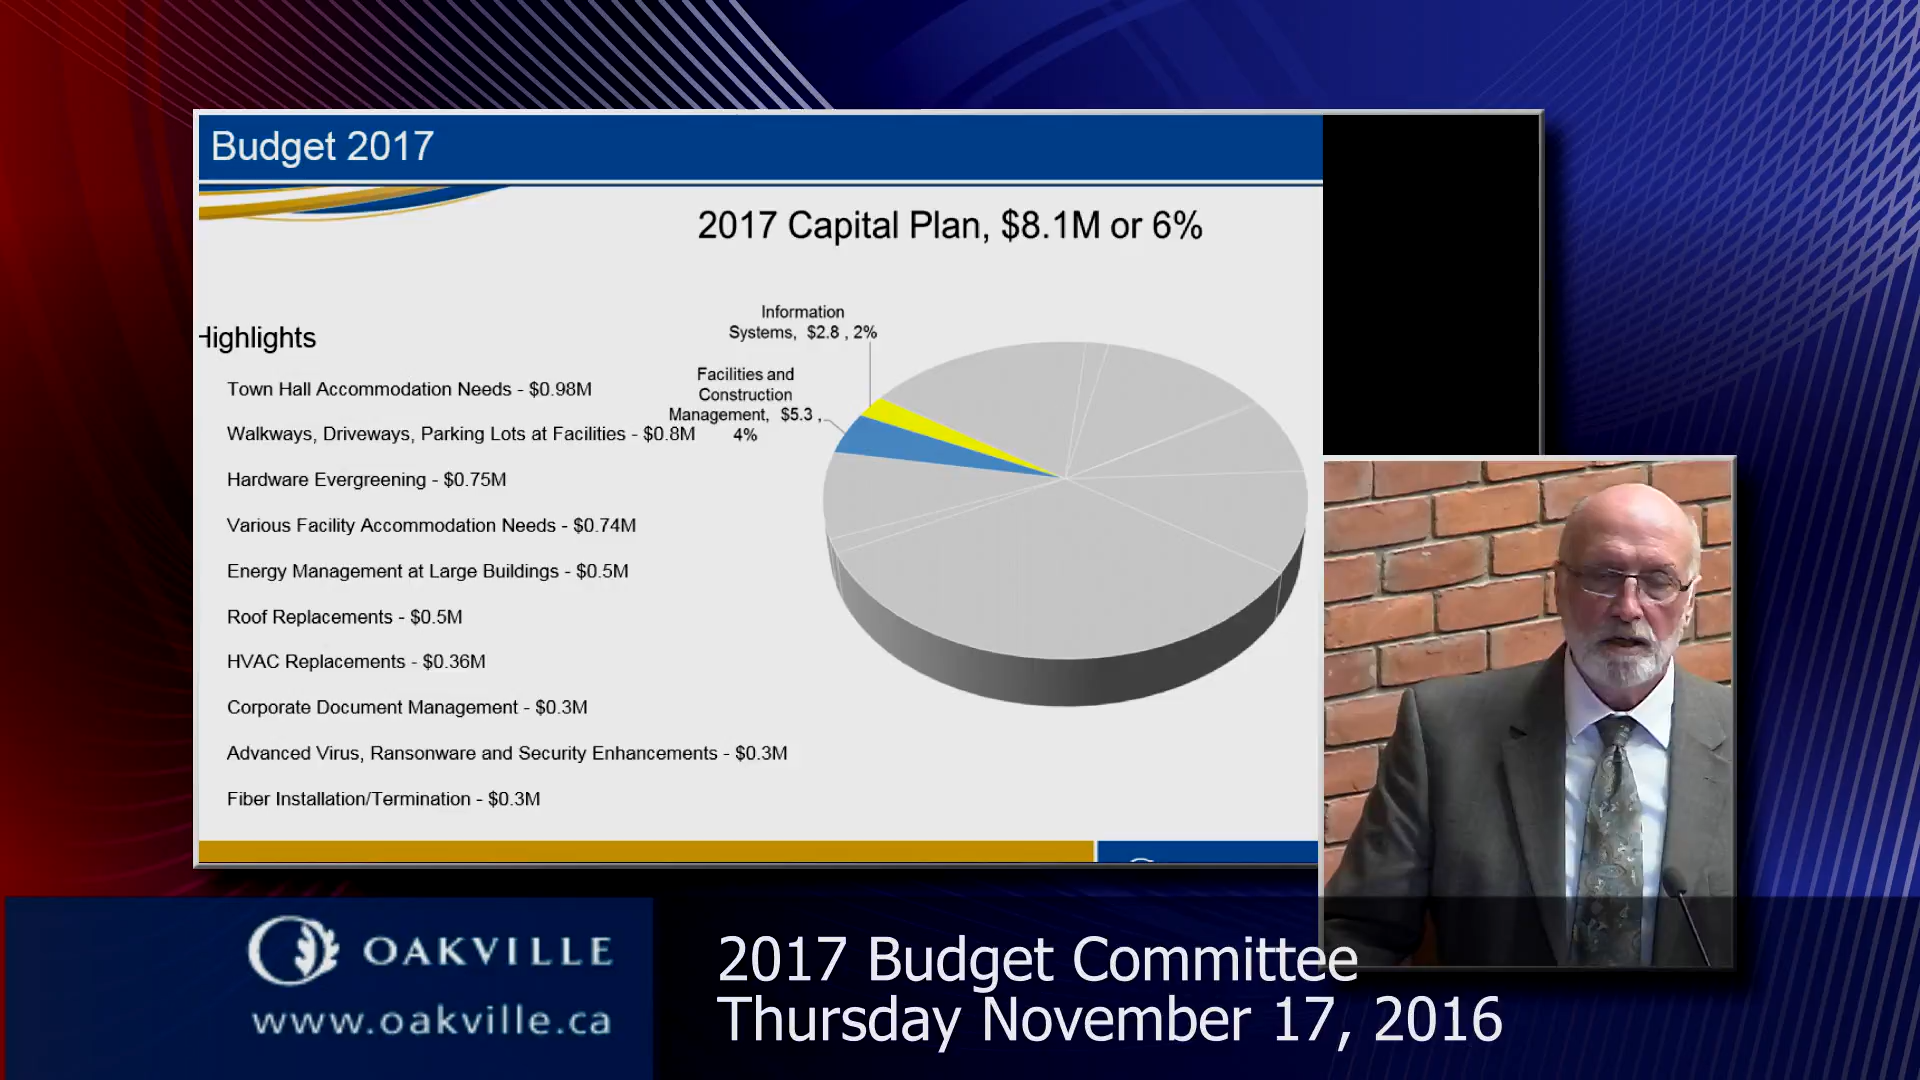 Budget 2017
2017 Capital Plan, $8.1M or 6%
Highlights
Town Hall Accommodation Needs - $0.98M
Walkways, Driveways, Parking Lots at Facilities - $0.8M
Hardware Evergreening - $0.75M
Various Facility Accommodation Needs - $0.74M
Energy Management at Large Buildings - $0.5M
Roof Replacements - $0.5M
HVAC Replacements - $0.36M
Corporate Document Management - $0.3M
Advanced Virus, Ransonware and Security Enhancements - $0.3M
Fiber Installation/Termination - $0.3M
Information
Systems, $2.8 , 2%
Facilities and
Construction
Management, $5.3 ,
4%
OAKVILLE
www.oakville.ca
2017 Budget Committee
Thursday November 17, 2016